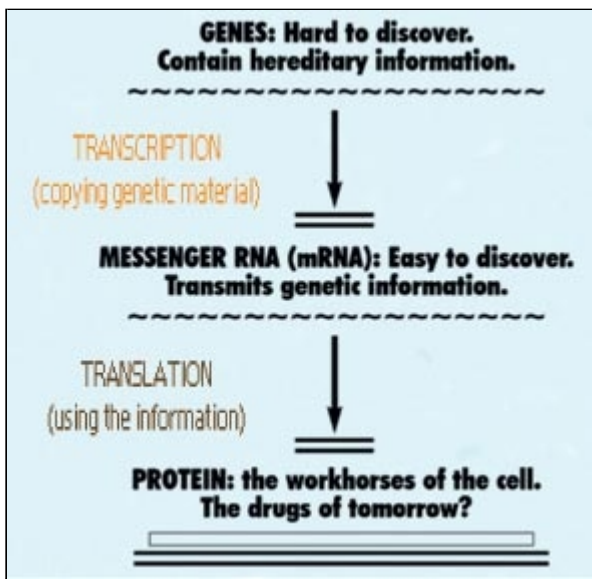 GENES: Hard to discover.
Contain hereditary information.
~~~~~~~~~~~~~~~~~~
TRANSCRIPTION
(copying genetic material)
MESSENGER RNA (mRNA): Easy to discover.
Transmits genetic information.
~~~~~~~~~~~~~~~~~~
TRANSLATION
(using the information)
PROTEIN: the workhorses of the cell.
The drugs of tomorrow?